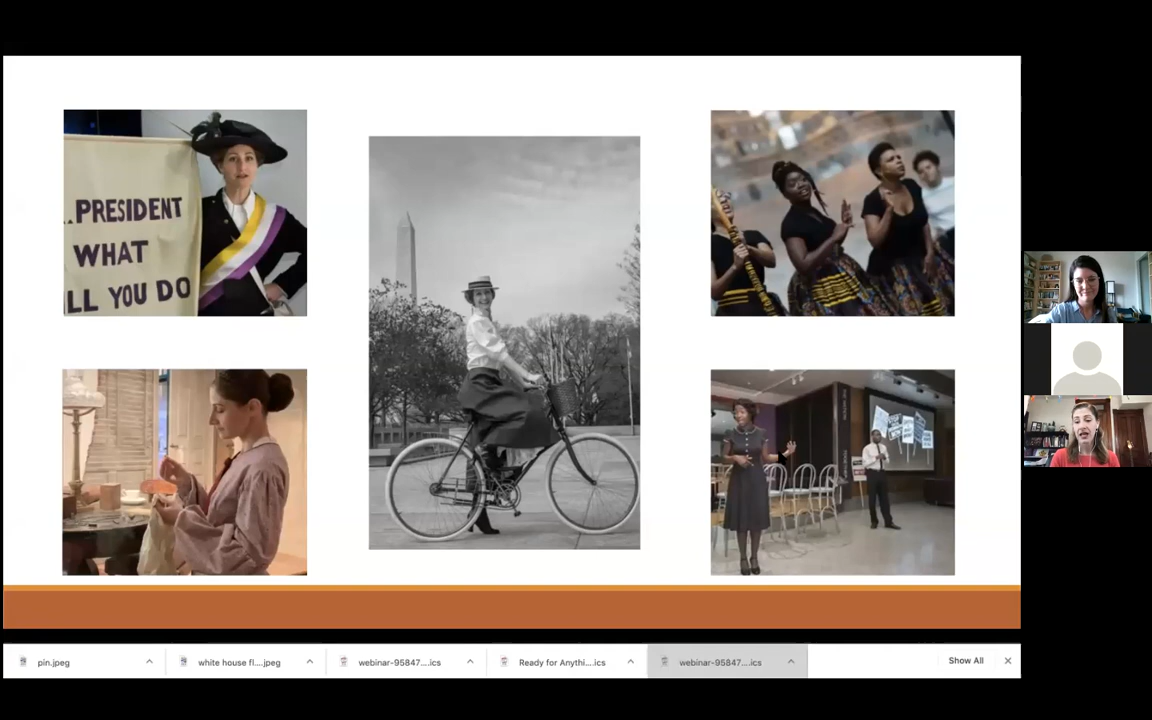 .PRESIDENT
WHAT
LL YOU DO
pin.jpeg
white house fl....jpeg
webinar-95847....ics
Ready for Anythi...ics
webinar-95847....ics
Show All